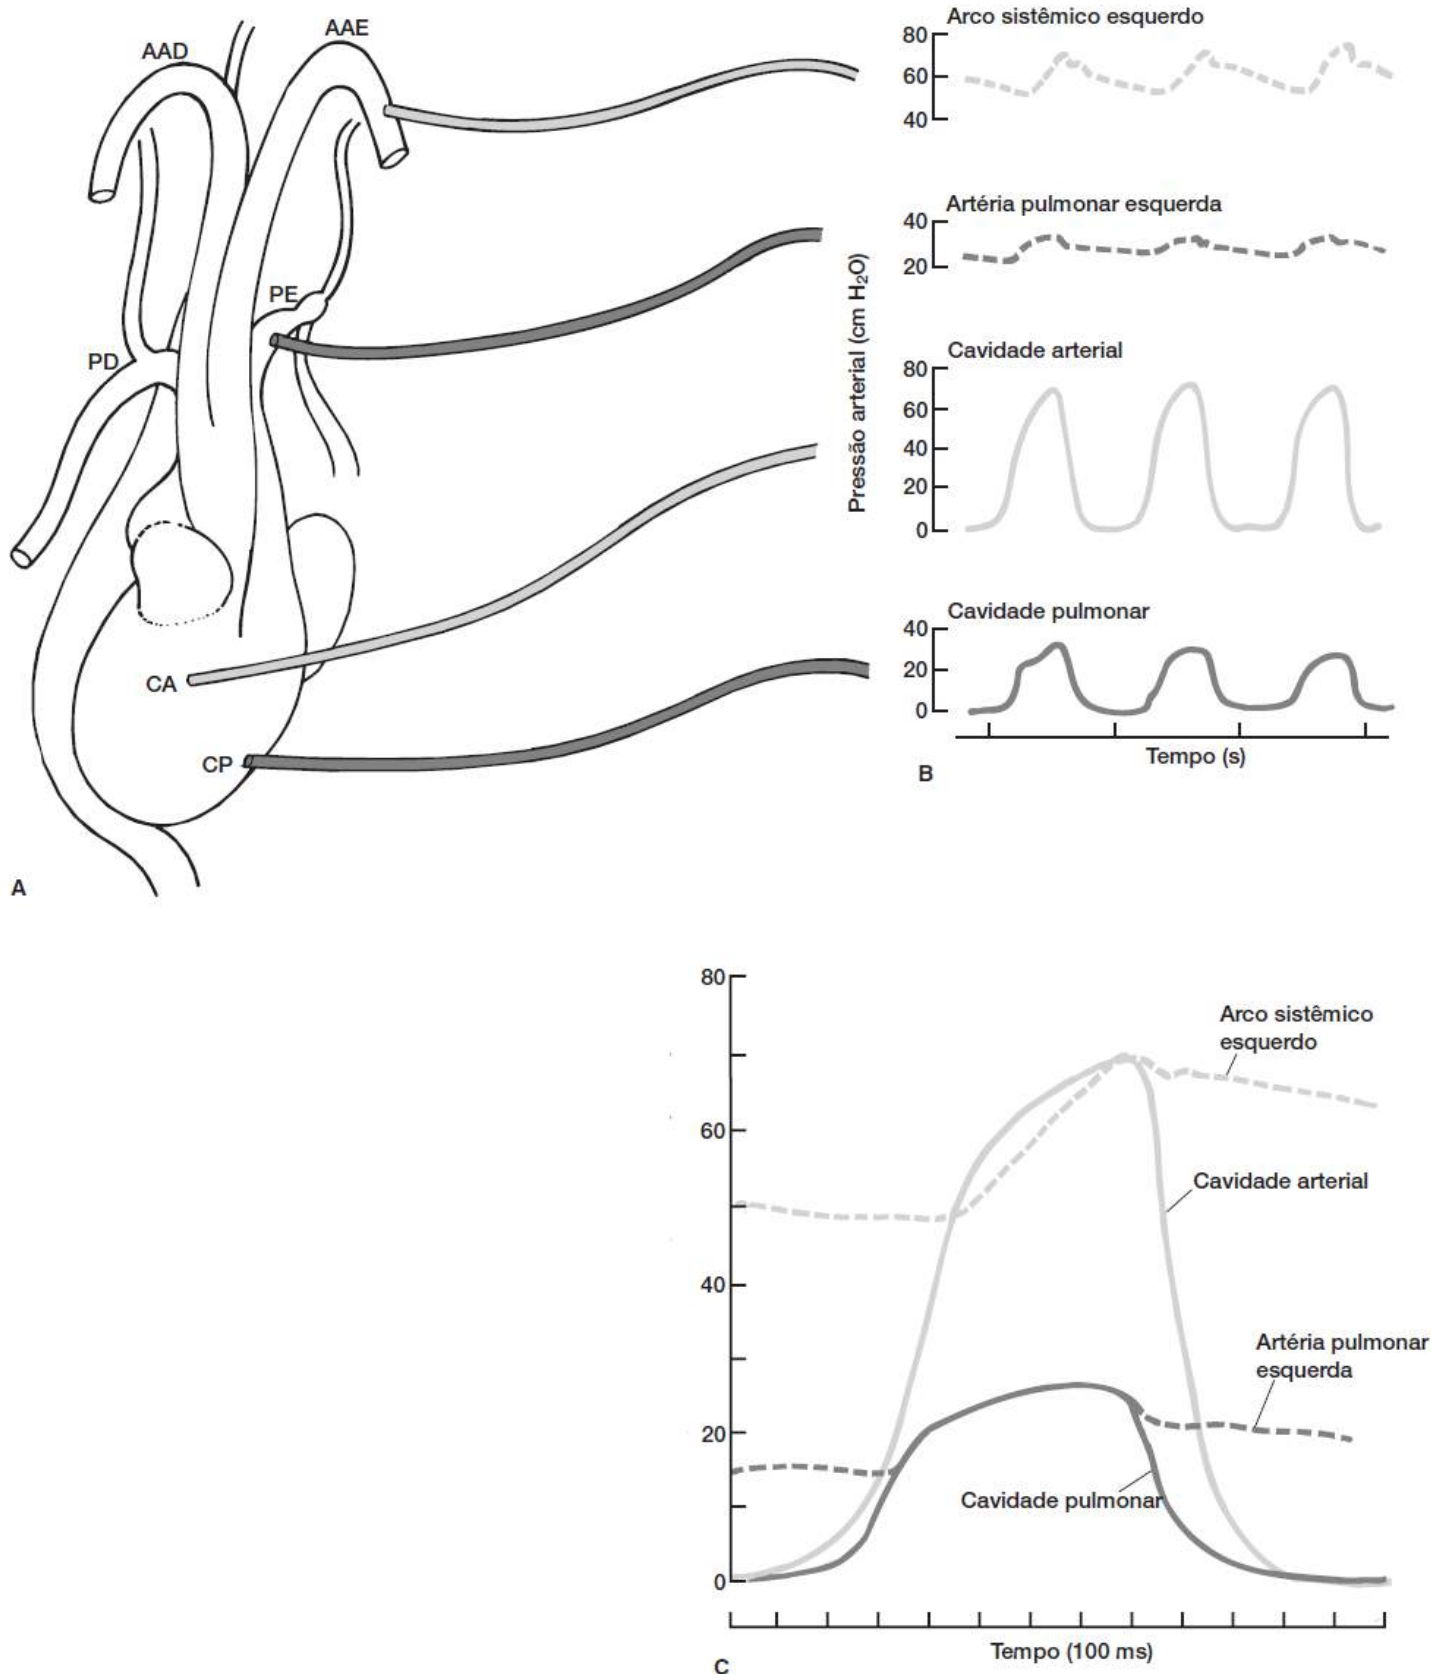 AAD
AAE
PE
PD
CA
CP
A
Pressão arterial (cm H₂O)
Arco sistêmico esquerdo
80
60
40
Artéria pulmonar esquerda
40
20
Cavidade arterial
80
60
40
20
0
Cavidade pulmonar
40
20
0
Tempo (s)
B
80
60
40
20
0
Arco sistêmico
esquerdo
Cavidade arterial
Artéria pulmonar
esquerda
Cavidade pulmonar
Tempo (100 ms)
C